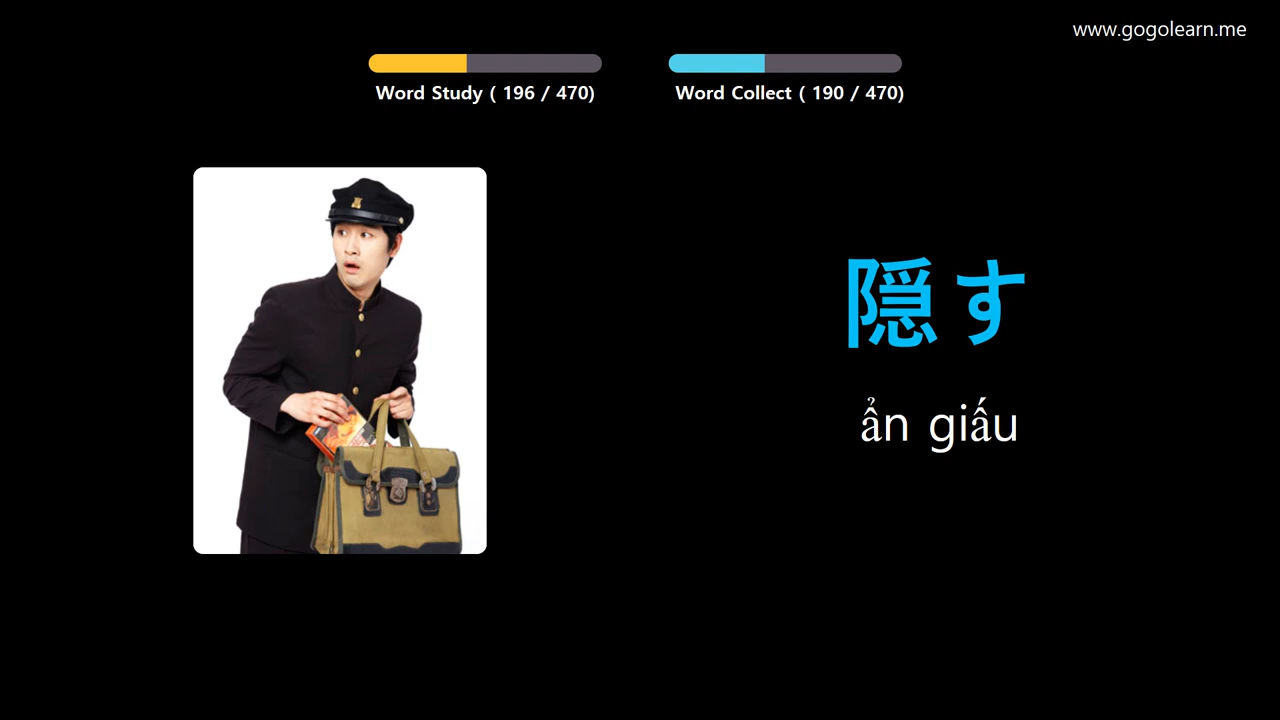 www.gogolearn.me
Word Study ( 196 / 470)
Word Collect ( 190 / 470)
隠す
ẩn giấu